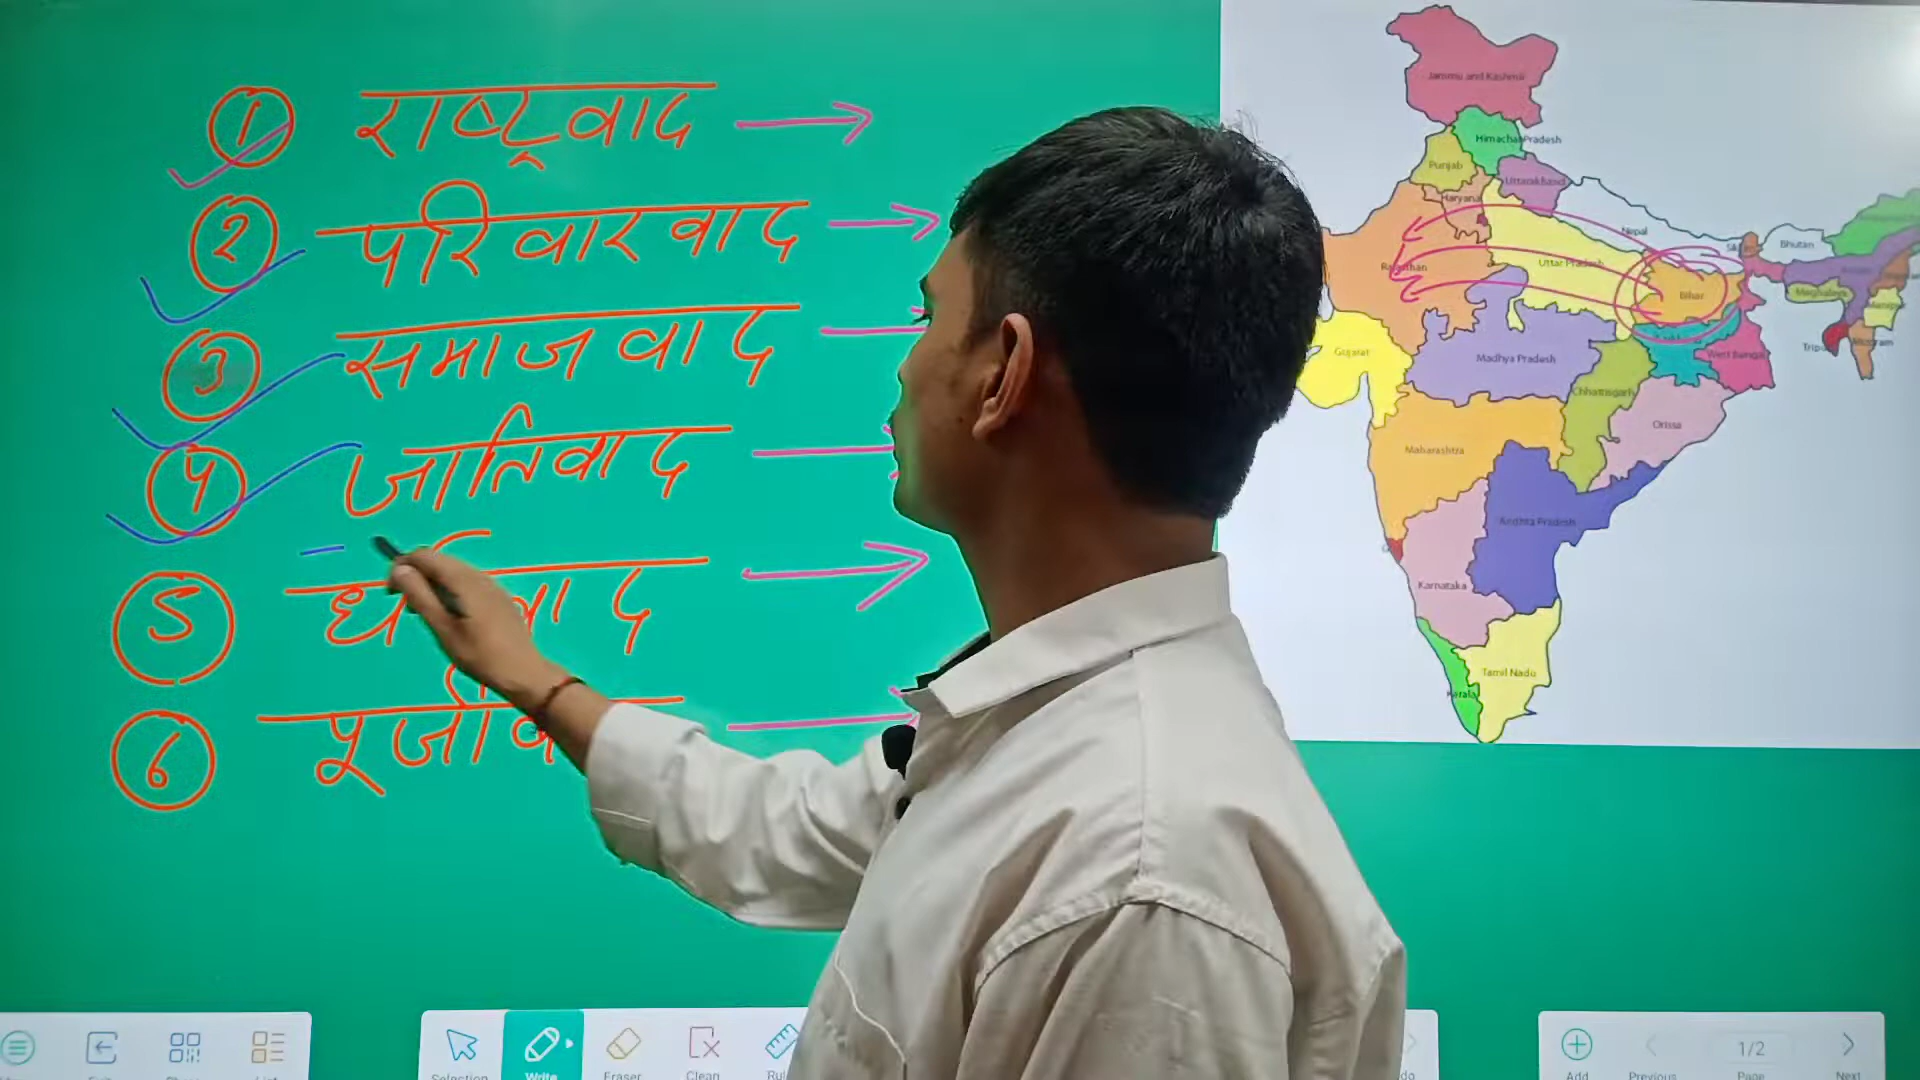 1 राष्ट्रवाद →
2 परिवारवाद →
3 समाजवाद
4 जातिवाद
5 →
6
Jammu and Kashmir
Himachal Pradesh
Punjab
Uttarakhand
Haryana
Nepal
Bhutan
Rajasthan
Uttar Pradesh
Bihar
Meghalaya
Gujarat
Madhya Pradesh
West Bengal
Mizoram
Chhattisgarh
Orissa
Maharashtra
Andhra Pradesh
Karnataka
Tamil Nadu
Kerala
Selection
Write
Eraser
Clean
Add
Previous
1/2
Page
Next